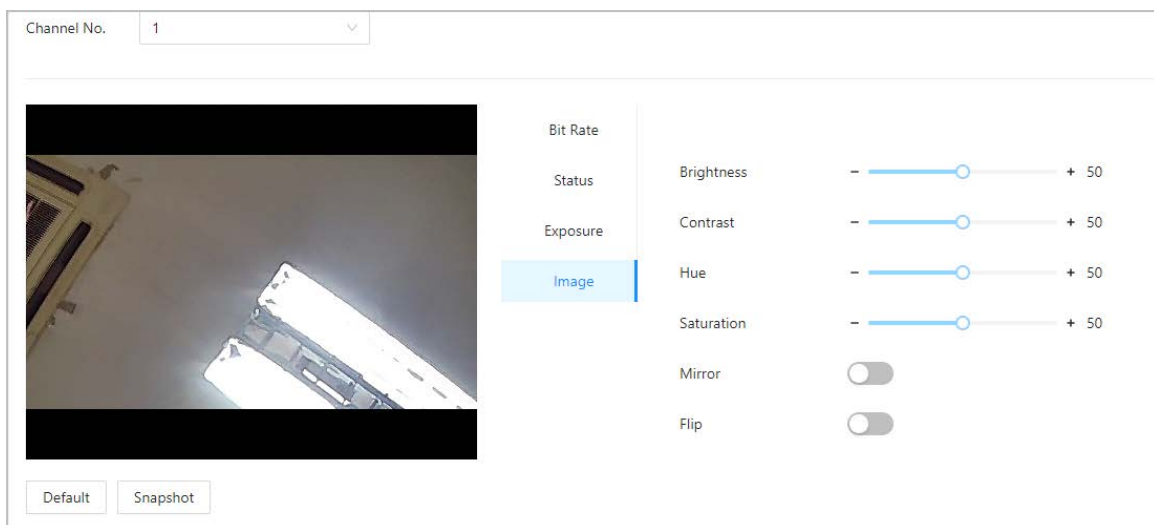 Channel No. 1
Bit Rate
Status
Exposure
Image
Brightness - + 50
Contrast - + 50
Hue - + 50
Saturation - + 50
Mirror
Flip
Default Snapshot